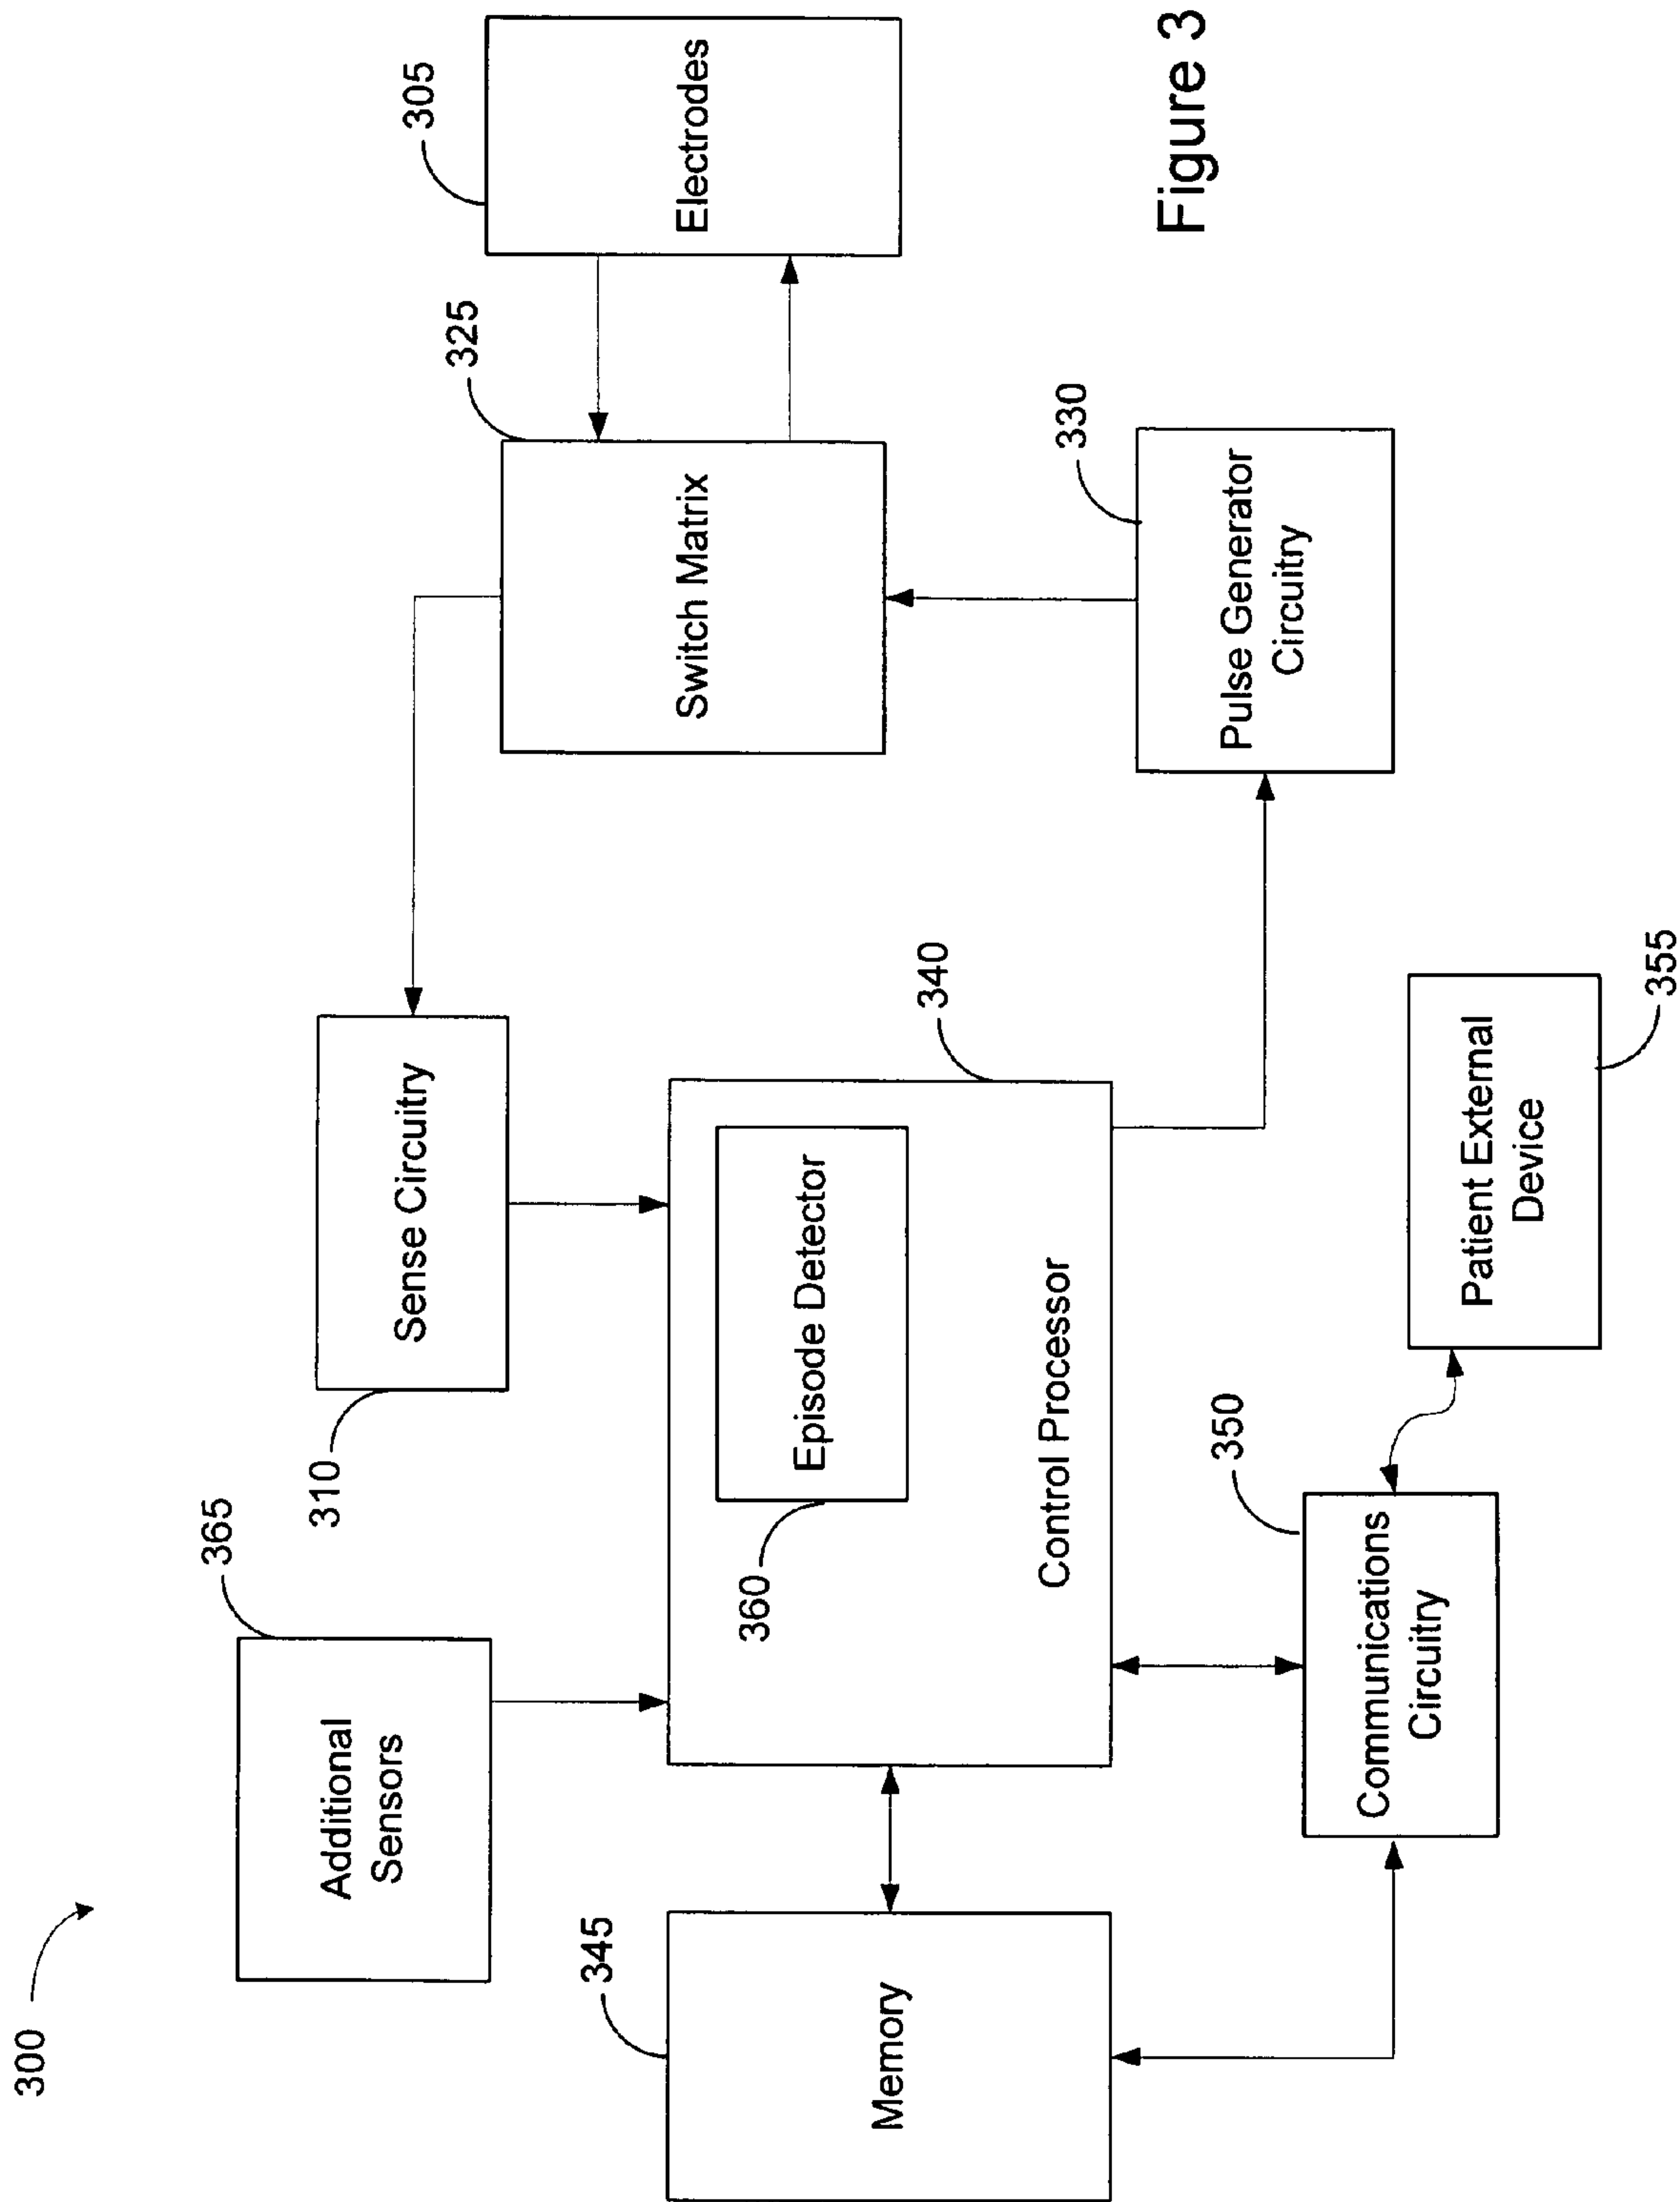 300
365
Additional
Sensors
310
Sense Circuitry
325
Switch Matrix
305
Electrodes
345
Memory
360
Episode Detector
Control Processor
340
330
Pulse Generator
Circuitry
350
Communications
Circuitry
Patient External
Device
355
Figure 3